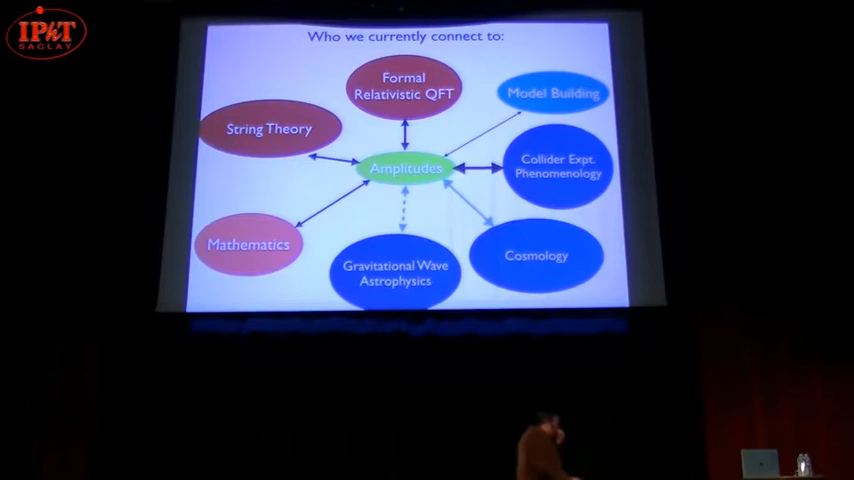 IPhT
SACLAY
Who we currently connect to:
Formal
Relativistic QFT
Model Building
String Theory
Collider Expt.
Phenomenology
Amplitudes
Mathematics
Gravitational Wave
Astrophysics
Cosmology